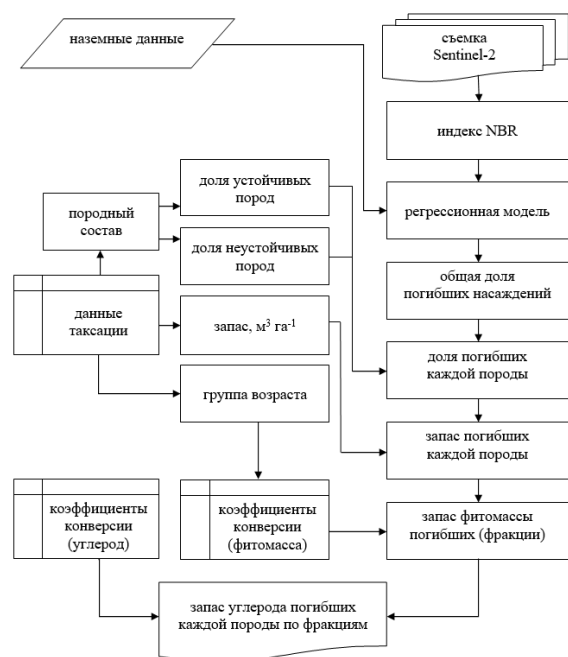 наземные данные
съемка
Sentinel-2
индекс NBR
доля устойчивых
пород
породный
состав
регрессионная модель
доля неустойчивых
пород
общая доля
погибших насаждений
данные
таксации
запас, м³ га⁻¹
доля погибших
каждой породы
группа возраста
запас погибших
каждой породы
коэффициенты
конверсии
(углерод)
коэффициенты
конверсии
(фитомасса)
запас фитомассы
погибших (фракции)
запас углерода погибших
каждой породы по фракциям